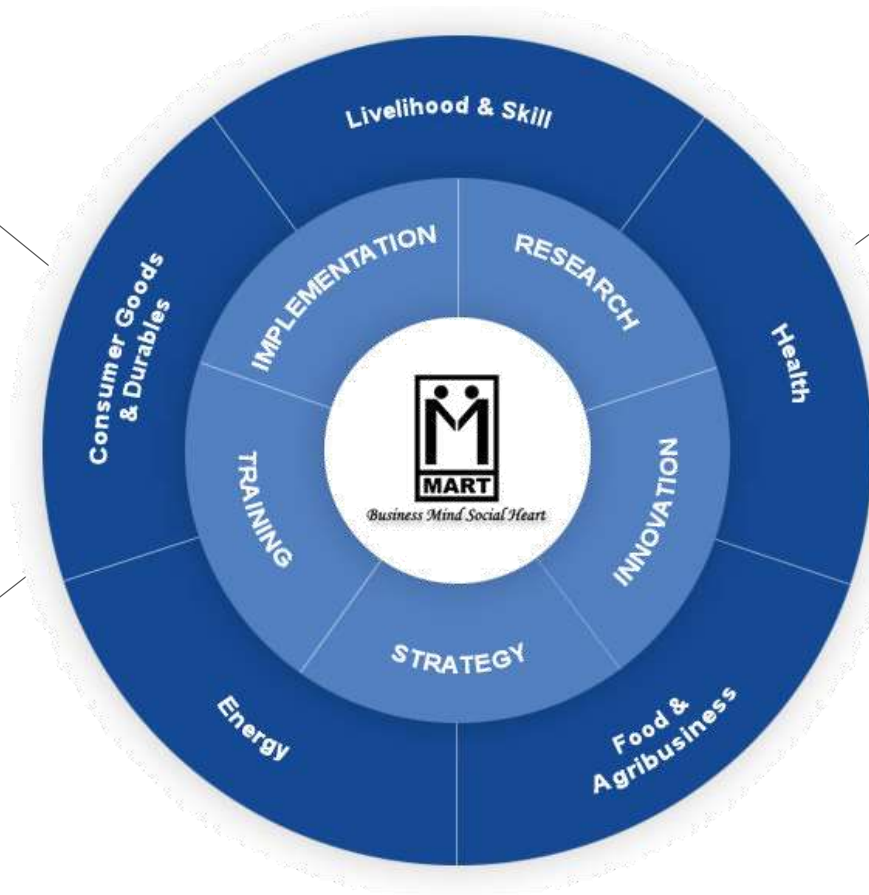 Livelihood & Skill
Health
Food &
Agribusiness
Energy
Consumer Goods
& Durables
RESEARCH
INNOVATION
STRATEGY
TRAINING
IMPLEMENTATION
MART
Business Mind Social Heart